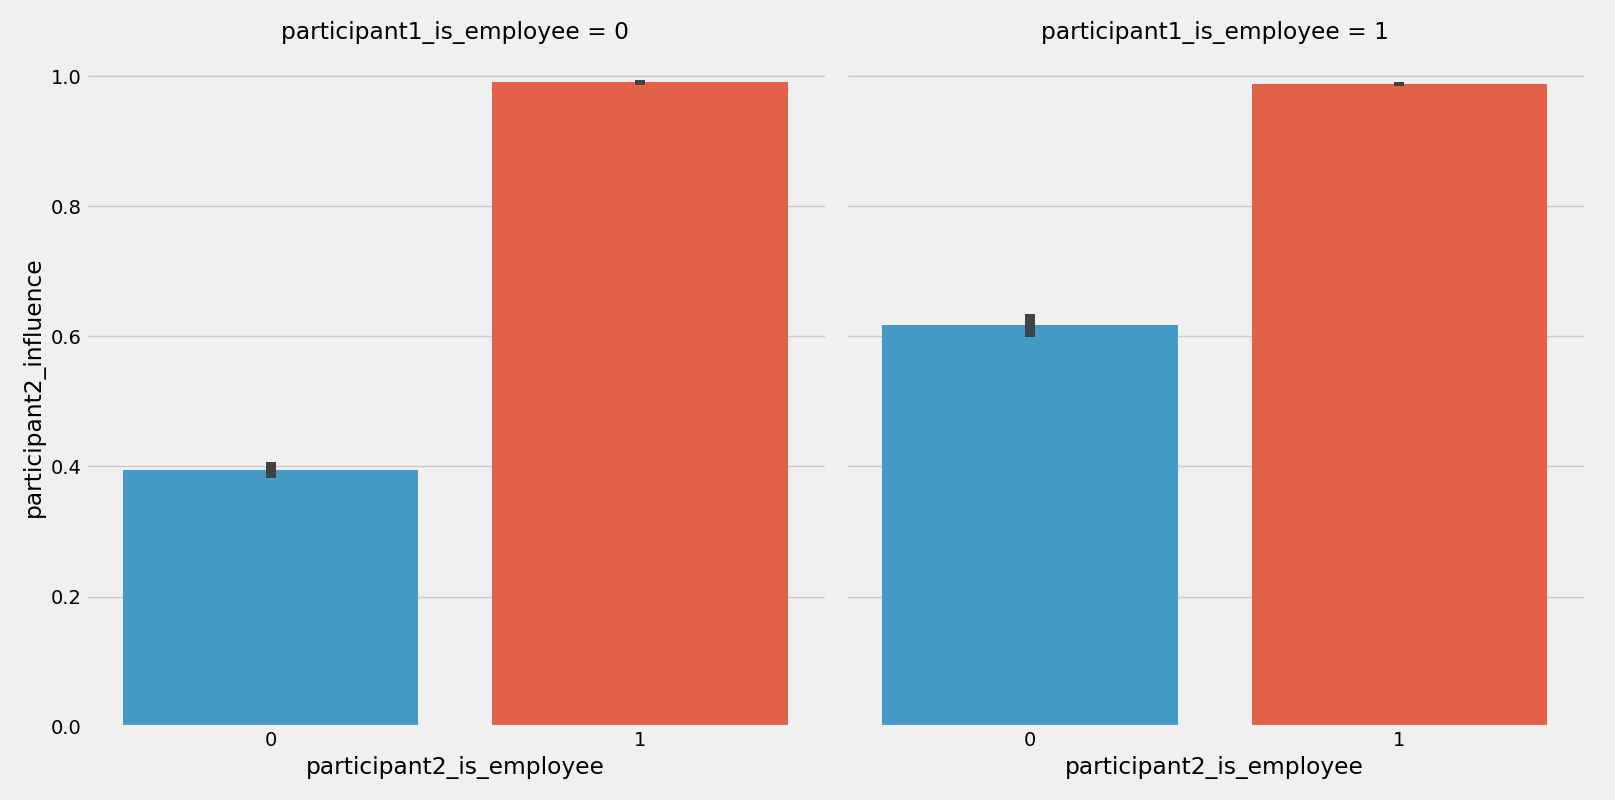 participant1_is_employee = 0
participant1_is_employee = 1
participant2_influence
1.0
0.8
0.6
0.4
0.2
0.0
0 1
0 1
participant2_is_employee
participant2_is_employee